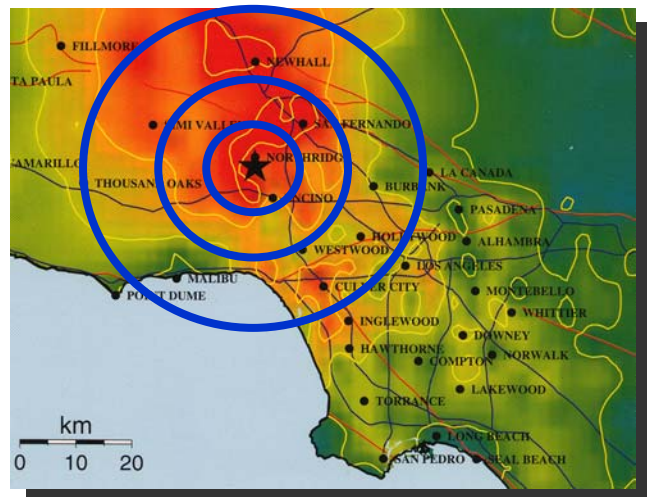 FILLMORE
NEWHALL
TA PAULA
SIMI VALLEY
SAN FERNANDO
NORTHRIDG
AMARILLO
LA CANADA
THOUSAND OAKS
BURBANK
ENCINO
PASADENA
HOLLYWOOD
ALHAMBRA
WESTWOOD
LOS ANGELES
MALIBU
CULVER CITY
MONTEBELLO
POINT DUME
WHITTIER
INGLEWOOD
DOWNEY
HAWTHORNE
NORWALK
COMPTON
LAKEWOOD
TORRANCE
km
LONG BEACH
0 10 20
SAN PEDRO
SEAL BEACH